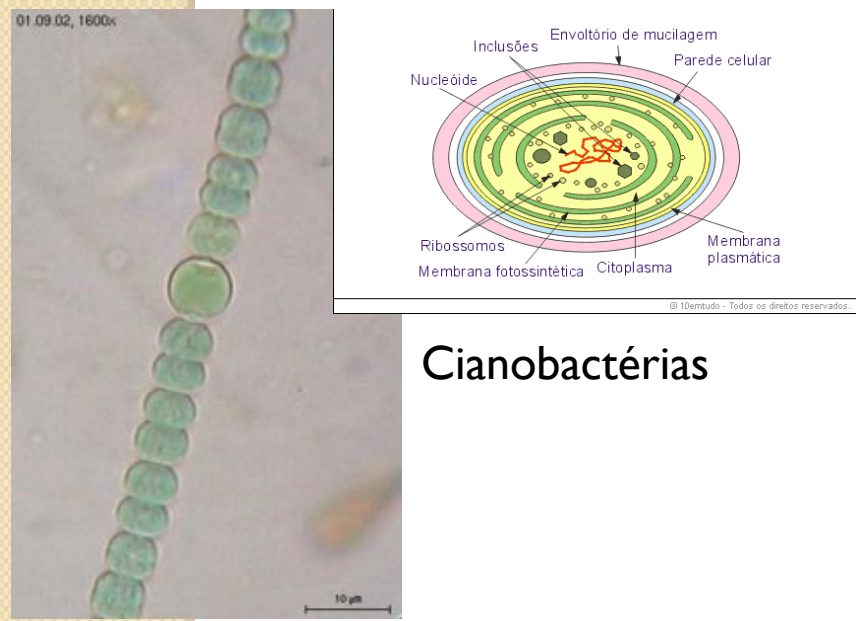 01.09.02, 1600x
Envoltório de mucilagem
Inclusões
Parede celular
Nucleóide
Ribossomos
Membrana
plasmática
Membrana fotossintética
Citoplasma
© 10emtudo - Todos os direitos reservados.
Cianobactérias
10 µm